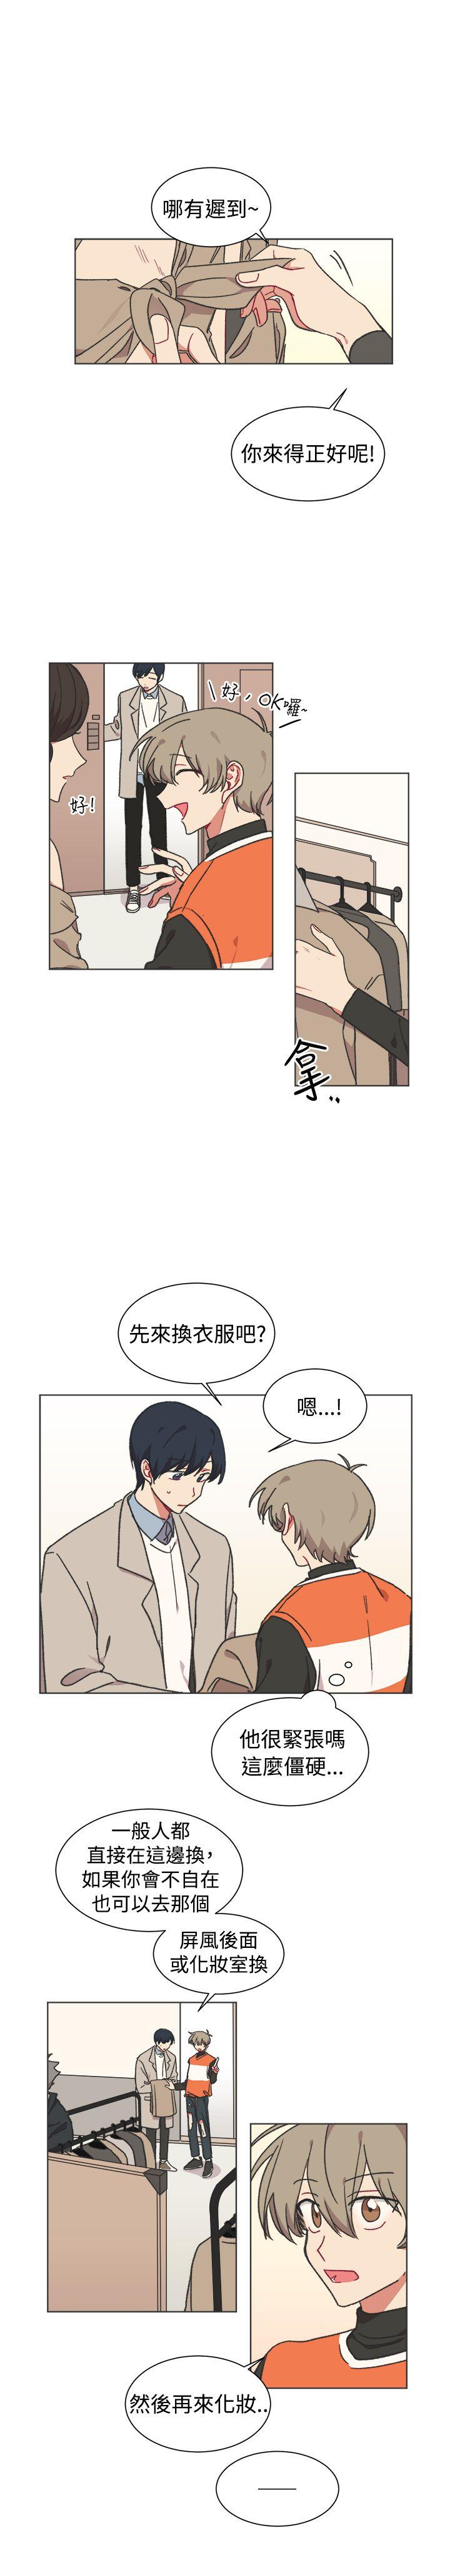 哪有遲到~
你來得正好呢!
好，OK囉~
好!
拿..
先來換衣服吧?
嗯...!
他很緊張嗎
這麼僵硬...
一般人都
直接在這邊換，
如果你會不自在
也可以去那個
屏風後面
或化妝室換
然後再來化妝..
——